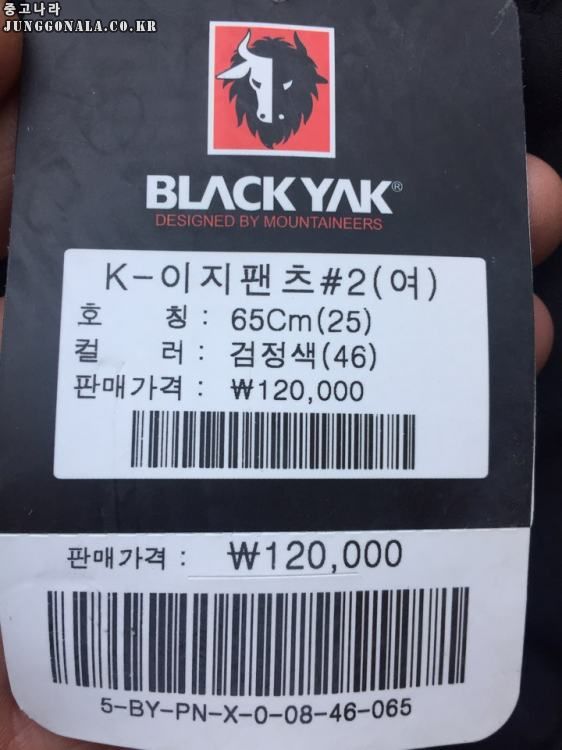 중고나라
JUNGGONALA.CO.KR
BLACK YAK®
DESIGNED BY MOUNTAINEERS
K-이지팬츠#2(여)
호 칭 : 65Cm(25)
컬 러 : 검정색(46)
판매가격 : ₩120,000
판매가격 : ₩120,000
5-BY-PN-X-0-08-46-065